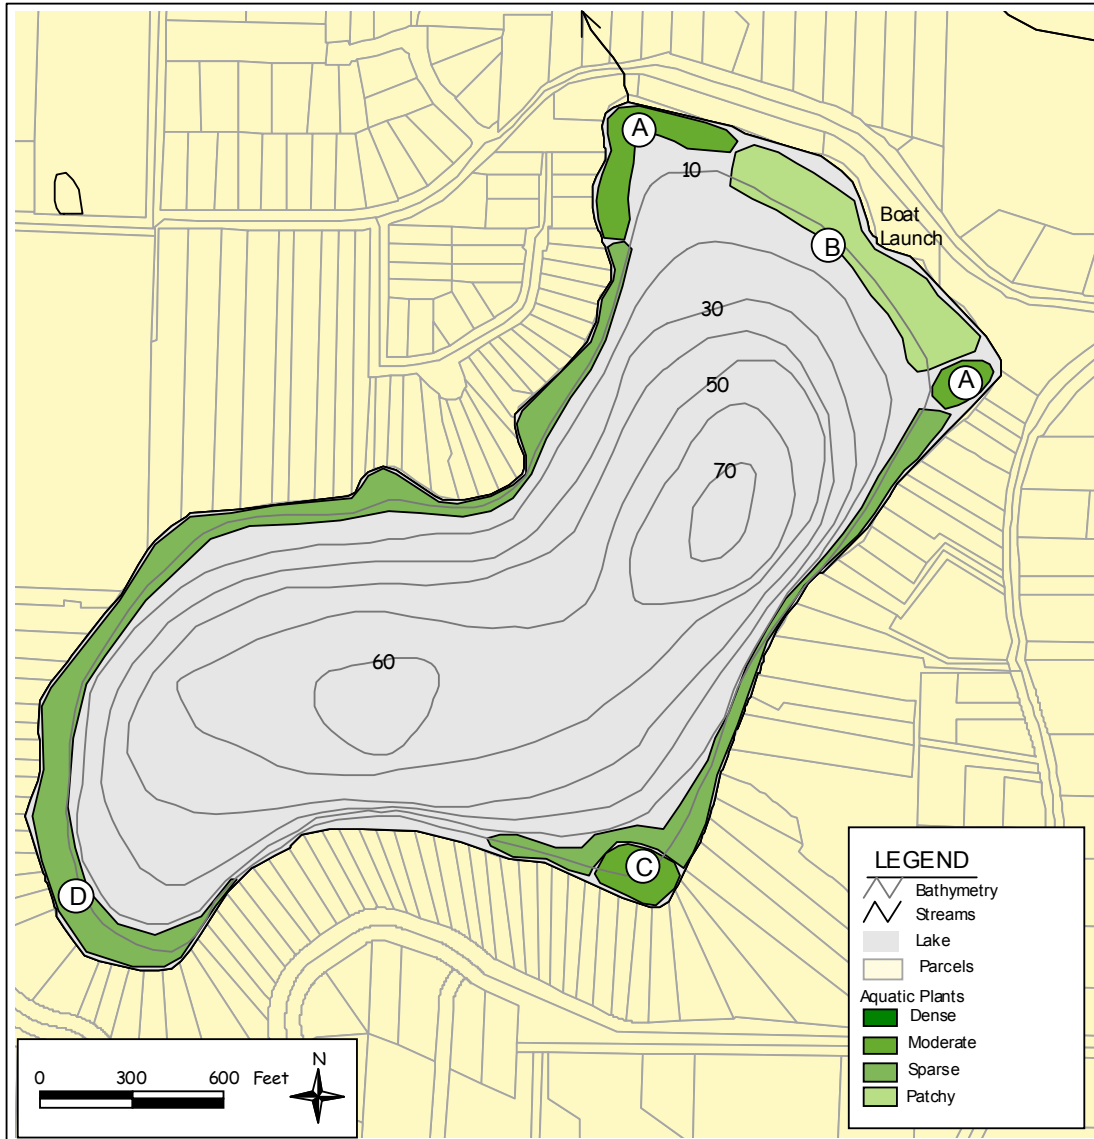 A
10
Boat
Launch
B
30
A
50
70
60
C
D
LEGEND
Bathymetry
Streams
Lake
Parcels
Aquatic Plants
Dense
Moderate
Sparse
Patchy
N
0 300 600 Feet